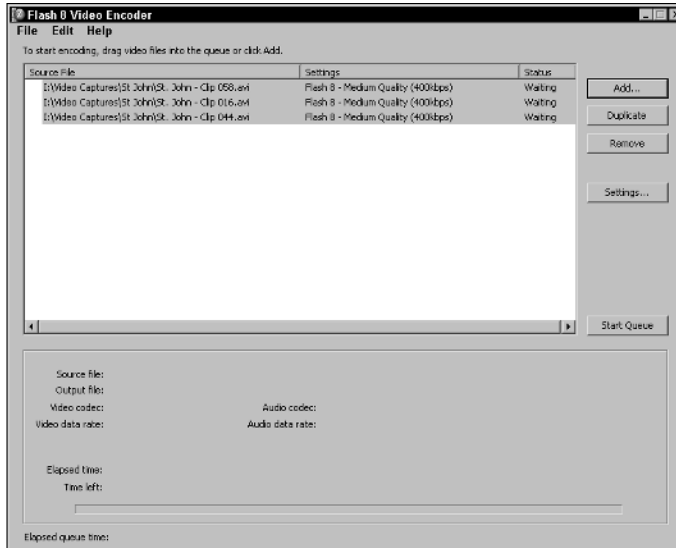 Flash 8 Video Encoder
File Edit Help
To start encoding, drag video files into the queue or click Add.
Source File Settings Status
I:\Video Captures\St John\St. John - Clip 058.avi Flash 8 - Medium Quality (400kbps) Waiting
I:\Video Captures\St John\St. John - Clip 016.avi Flash 8 - Medium Quality (400kbps) Waiting
I:\Video Captures\St John\St. John - Clip 044.avi Flash 8 - Medium Quality (400kbps) Waiting
Add...
Duplicate
Remove
Settings...
Start Queue
Source file:
Output file:
Video codec: Audio codec:
Video data rate: Audio data rate:
Elapsed time:
Time left:
Elapsed queue time: